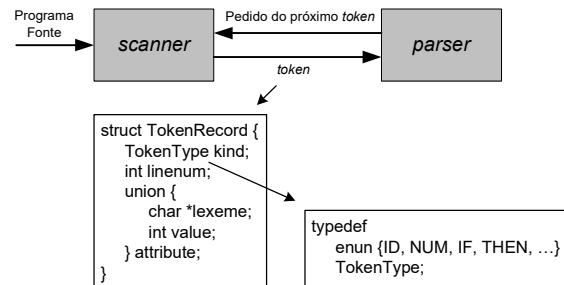 Programa
Fonte
scanner
Pedido do próximo token
parser
token
struct TokenRecord {
TokenType kind;
int linenum;
union {
char *lexeme;
int value;
} attribute;
}
typedef
enun {ID, NUM, IF, THEN, …}
TokenType;